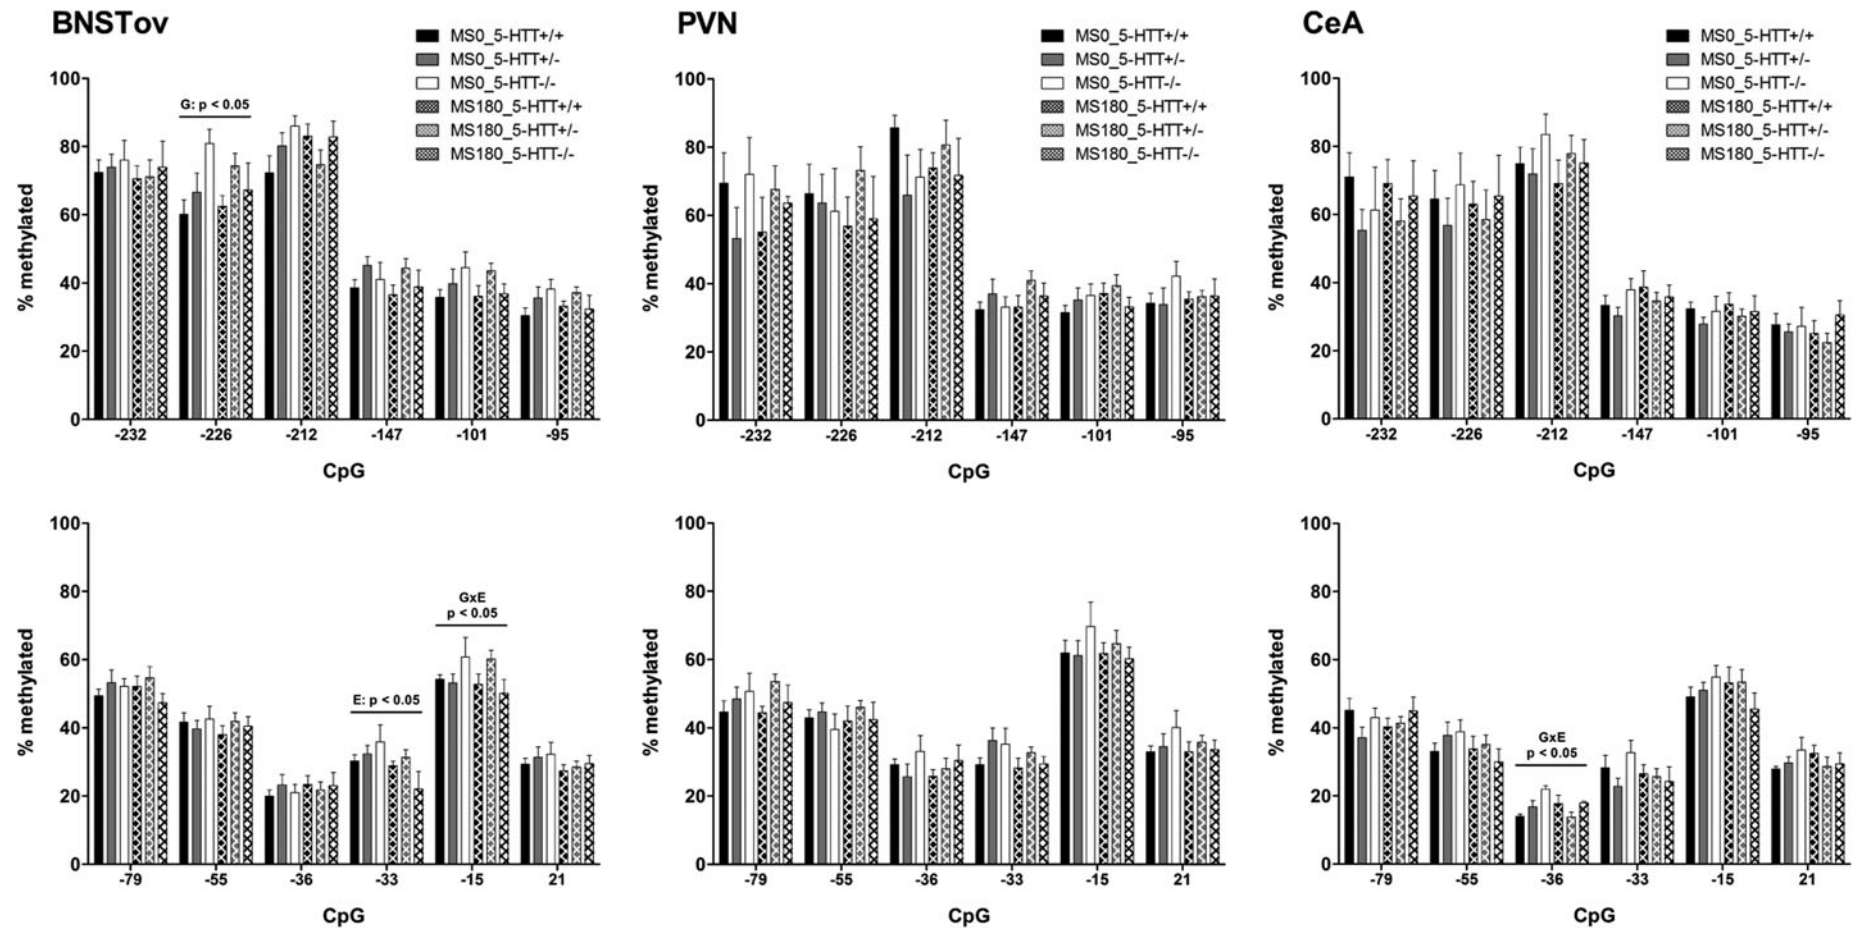 BNSTov
MS0_5-HTT+/+
MS0_5-HTT+/-
MS0_5-HTT-/-
MS180_5-HTT+/+
MS180_5-HTT+/-
MS180_5-HTT-/-
% methylated
100
80
60
40
20
0
G: p < 0.05
-232 -226 -212 -147 -101 -95
CpG
PVN
MS0_5-HTT+/+
MS0_5-HTT+/-
MS0_5-HTT-/-
MS180_5-HTT+/+
MS180_5-HTT+/-
MS180_5-HTT-/-
% methylated
100
80
60
40
20
0
-232 -226 -212 -147 -101 -95
CpG
CeA
MS0_5-HTT+/+
MS0_5-HTT+/-
MS0_5-HTT-/-
MS180_5-HTT+/+
MS180_5-HTT+/-
MS180_5-HTT-/-
% methylated
100
80
60
40
20
0
-232 -226 -212 -147 -101 -95
CpG
% methylated
100
80
60
40
20
0
E: p < 0.05
GxE
p < 0.05
-79 -55 -36 -33 -15 21
CpG
% methylated
100
80
60
40
20
0
-79 -55 -36 -33 -15 21
CpG
% methylated
100
80
60
40
20
0
GxE
p < 0.05
-79 -55 -36 -33 -15 21
CpG